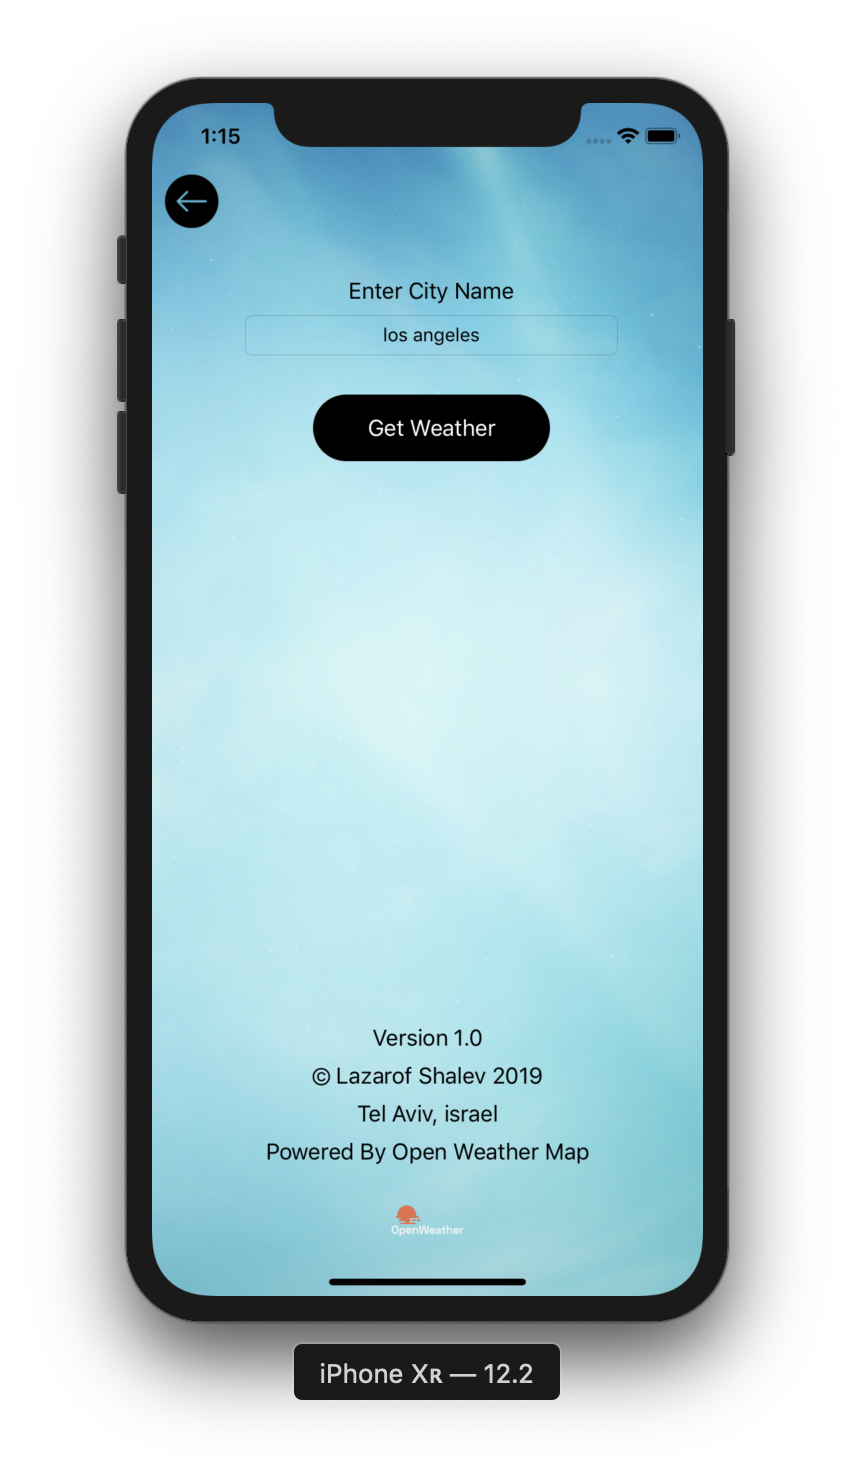 1:15
Enter City Name
los angeles
Get Weather
Version 1.0
© Lazarof Shalev 2019
Tel Aviv, israel
Powered By Open Weather Map
OpenWeather
iPhone Xʀ — 12.2